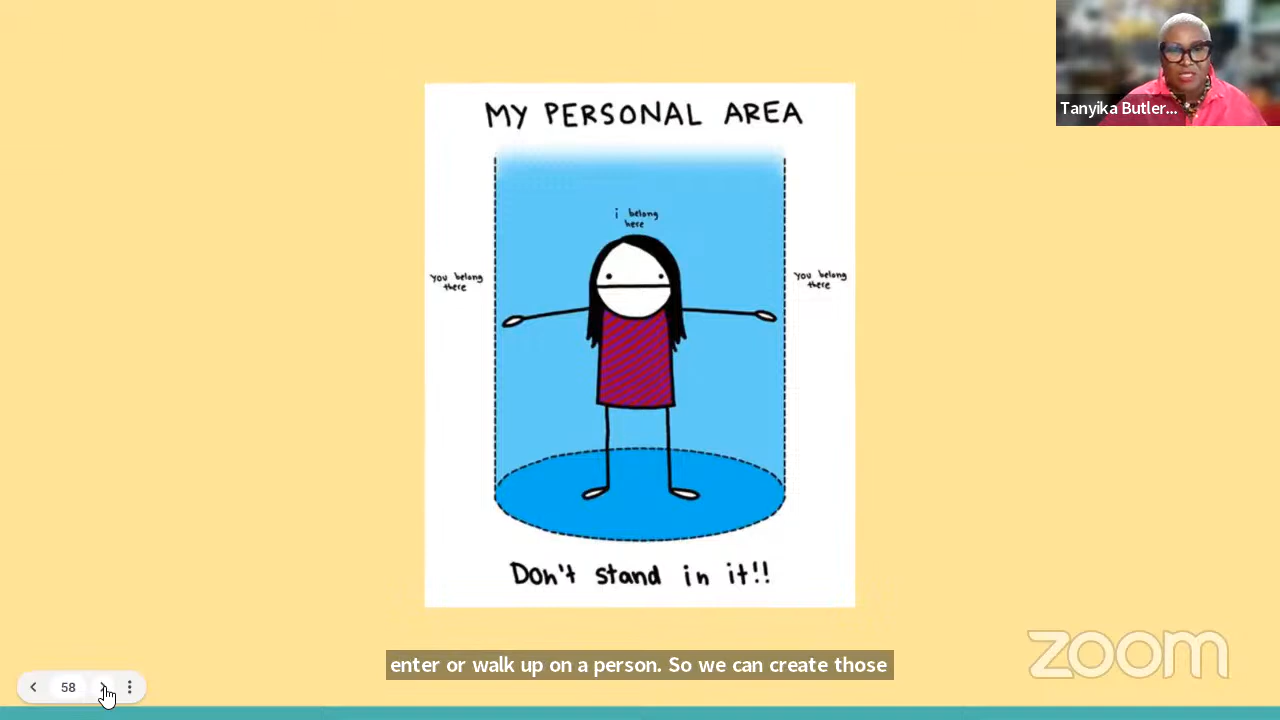 MY PERSONAL AREA
Tanyika Butler...
i belong
here
you belong
there
you belong
there
Don't stand in it!!
enter or walk up on a person. So we can create those
zoom
58